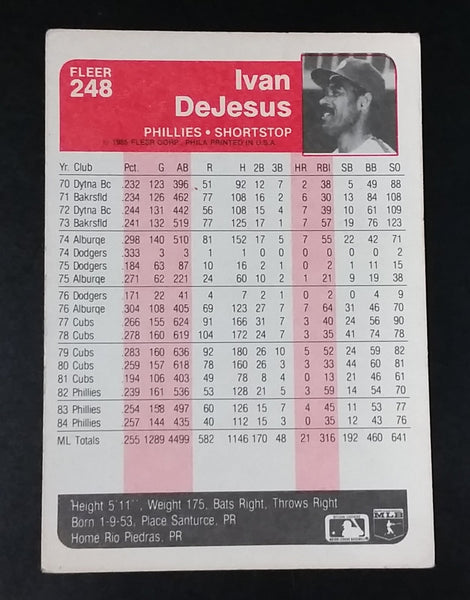 FLEER
248
Ivan
DeJesus
PHILLIES • SHORTSTOP
© 1985 FLEER CORP., PHILA PRINTED IN U.S.A.
Yr. Club Pct. G AB R H 2B 3B HR RBI SB BB SO
70 Dytna Bc .232 123 396 51 92 12 7 2 38 5 49 88
71 Bakrsfld .234 126 462 77 108 16 2 6 30 13 84 108
72 Dytna Bc .244 131 442 56 108 15 4 7 39 10 61 109
73 Bakrsfld .241 132 519 77 125 17 1 7 57 19 76 123
74 Alburqe .298 140 510 81 152 17 5 7 55 22 42 71
74 Dodgers .333 3 3 1 1 0 0 0 0 0 0 2
75 Dodgers .184 63 87 10 16 2 1 0 2 1 11 15
75 Alburqe .271 62 221 24 60 10 2 1 21 9 19 38
76 Dodgers .171 22 41 4 7 2 1 0 2 0 4 9
76 Alburqe .304 108 405 69 123 27 7 7 64 31 46 70
77 Cubs .266 155 624 91 166 31 7 3 40 24 56 90
78 Cubs .278 160 619 104 172 24 7 3 35 41 74 78
79 Cubs .283 160 636 92 180 26 10 5 52 24 59 82
80 Cubs .259 157 618 78 160 26 3 3 33 44 60 81
81 Cubs .194 106 403 49 78 8 4 0 13 21 46 61
82 Phillies .239 161 536 53 128 21 5 3 59 14 54 70
83 Phillies .254 158 497 60 126 15 7 4 45 11 53 77
84 Phillies .257 144 435 40 112 15 3 0 35 12 43 76
ML Totals .255 1289 4499 582 1146 170 48 21 316 192 460 641
Height 5'11", Weight 175, Bats Right, Throws Right
Born 1-9-53, Place Santurce, PR
Home Rio Piedras, PR